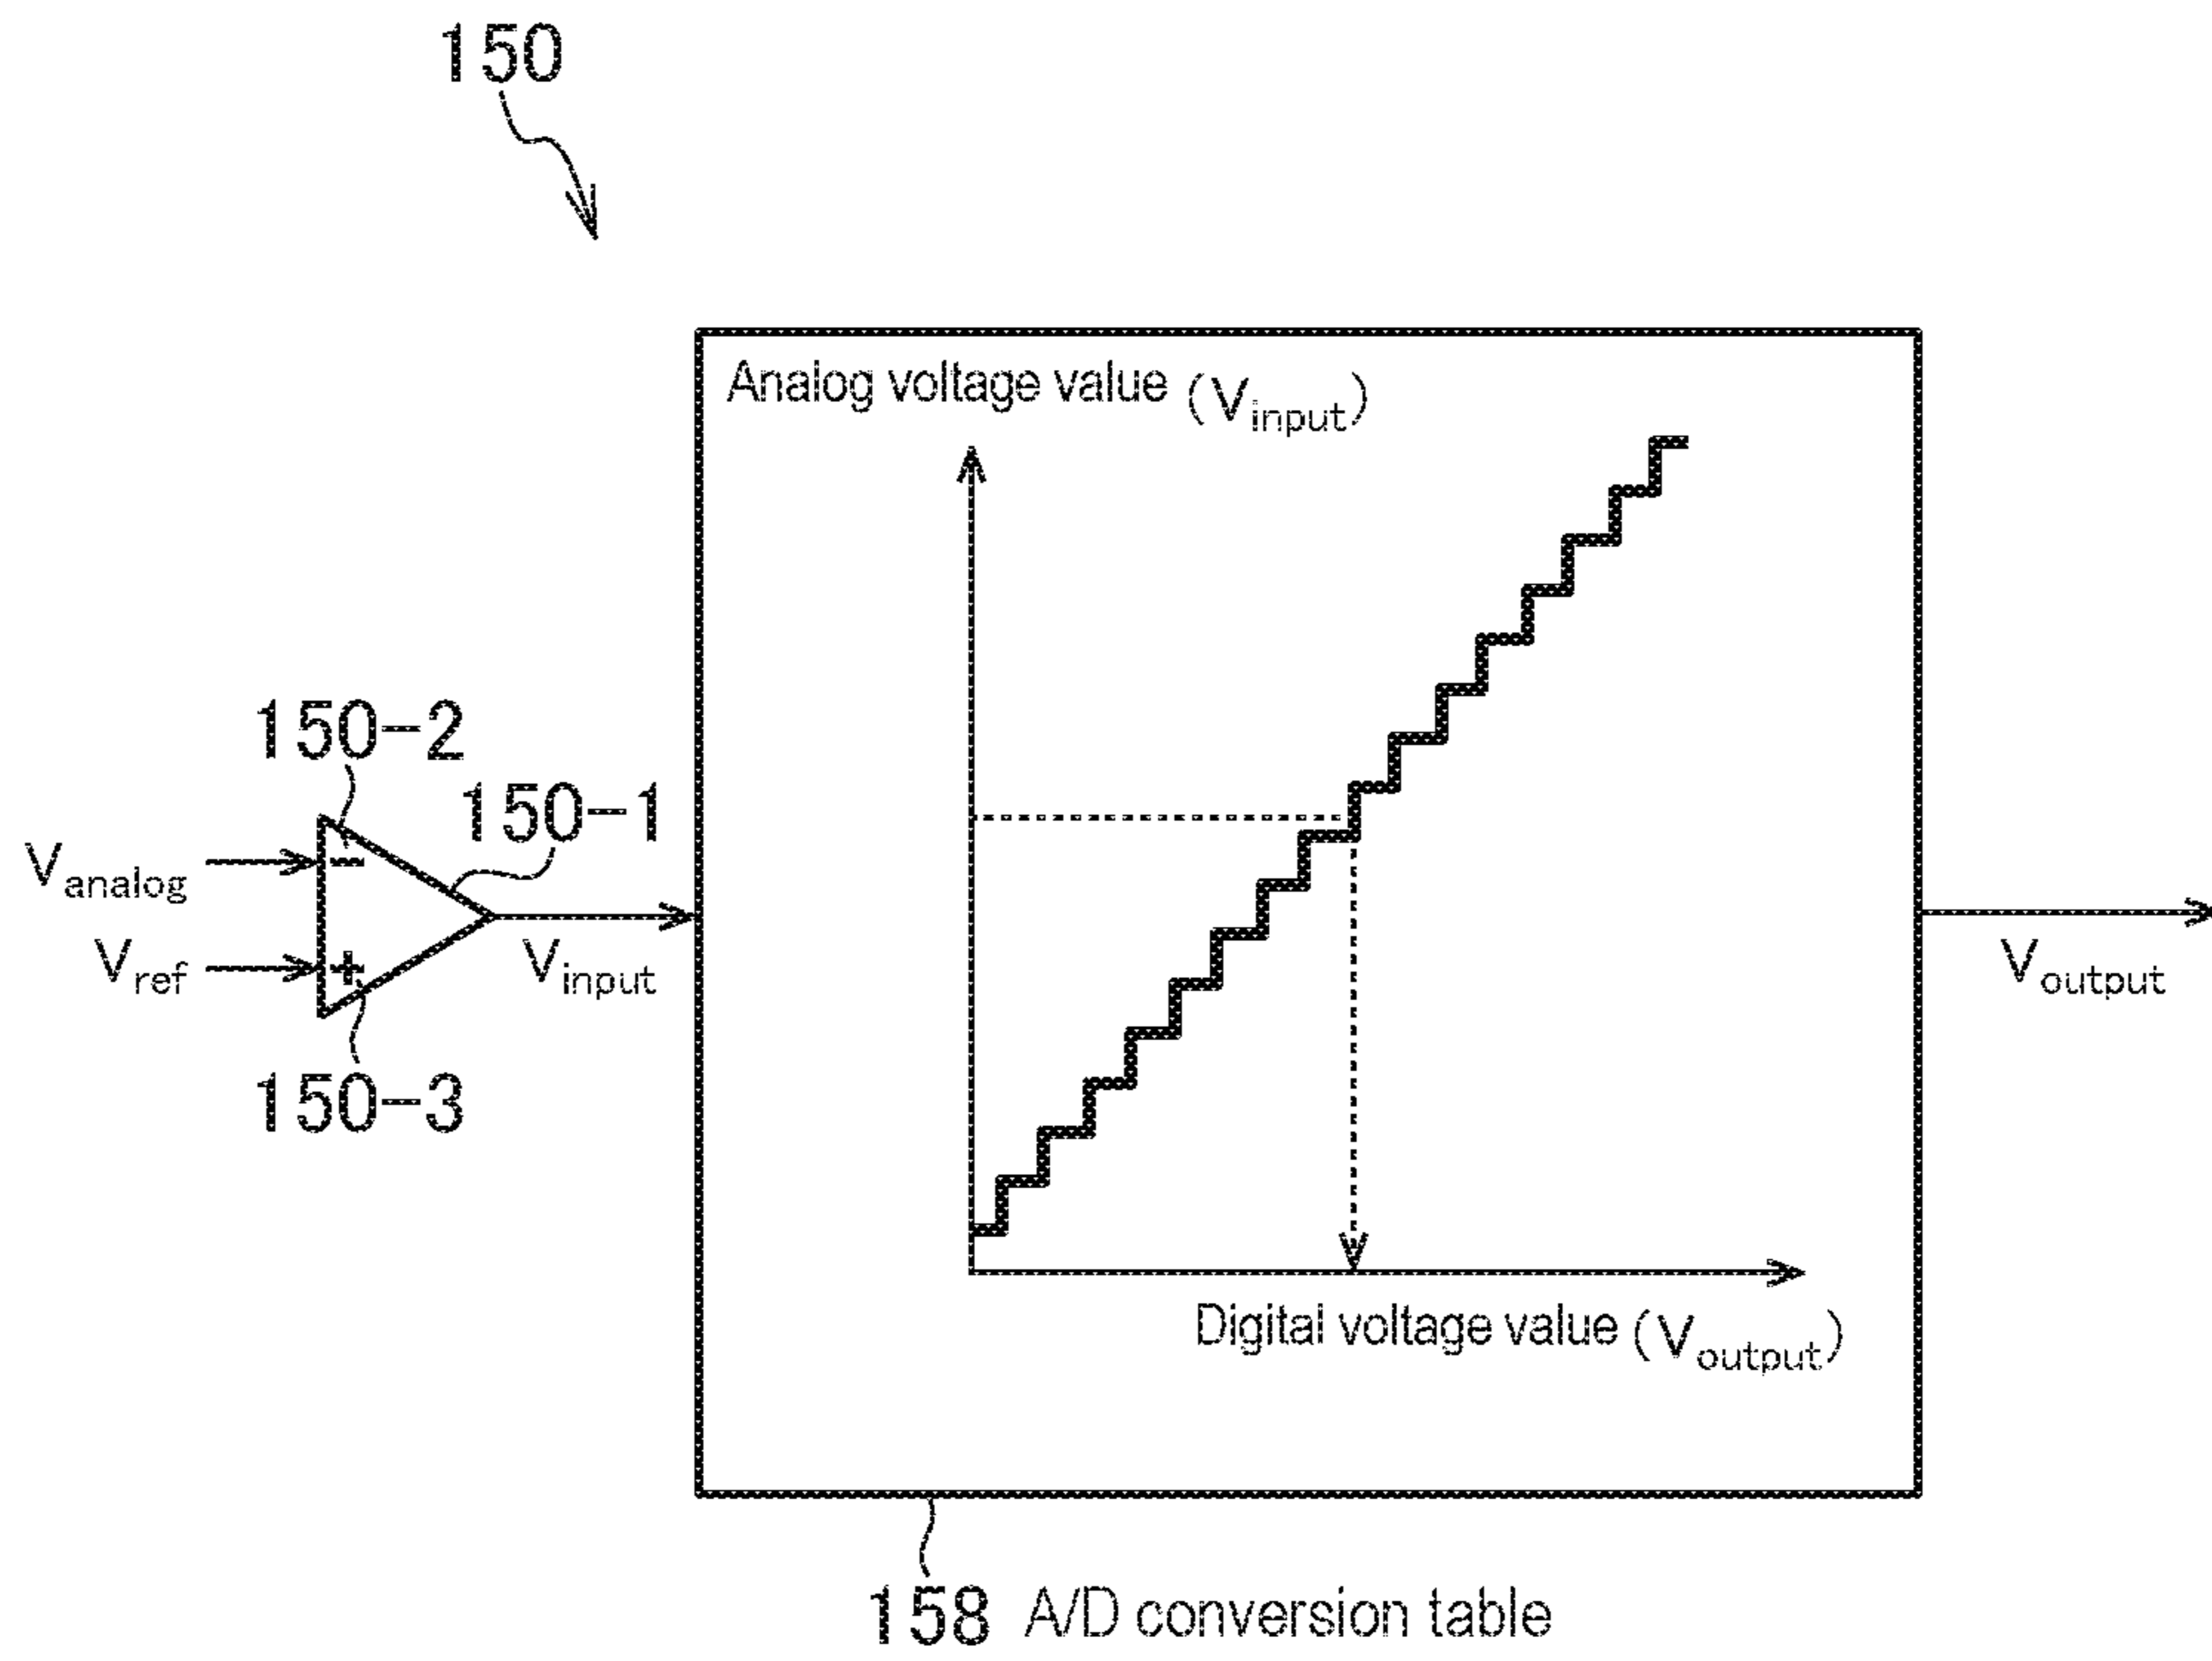 150
Analog voltage value (Vinput)
150-2
150-1
Vanalog
−
Vref
+
Vinput
Voutput
150-3
Digital voltage value (Voutput)
158 A/D conversion table